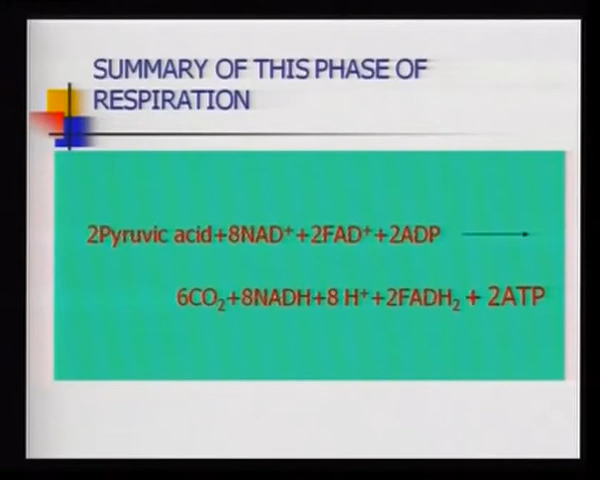 SUMMARY OF THIS PHASE OF
RESPIRATION
2Pyruvic acid+8NAD⁺+2FAD⁺+2ADP ⟶
6CO₂+8NADH+8 H⁺+2FADH₂ + 2ATP